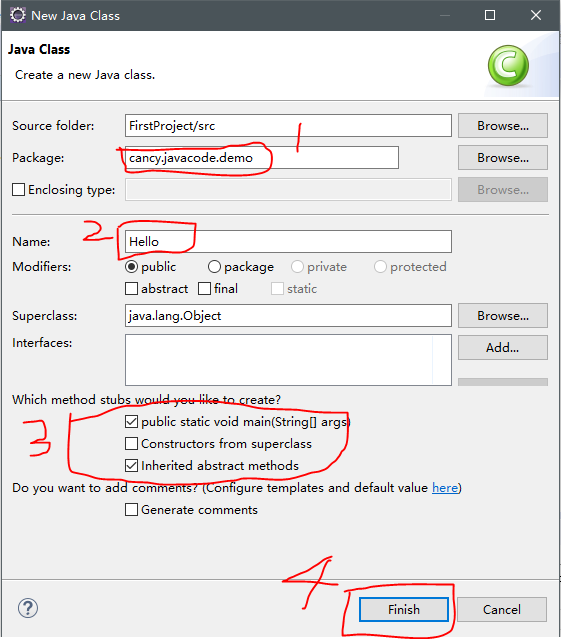 New Java Class
Java Class
Create a new Java class.
C
Source folder: FirstProject/src Browse...
1
Package: cancy.javacode.demo Browse...
Enclosing type: Browse...
2
Name: Hello
Modifiers: public package private protected
abstract final static
Superclass: java.lang.Object Browse...
Interfaces: Add...
Which method stubs would you like to create?
3
public static void main(String[] args)
Constructors from superclass
Inherited abstract methods
Do you want to add comments? (Configure templates and default value here)
Generate comments
4
? Finish Cancel